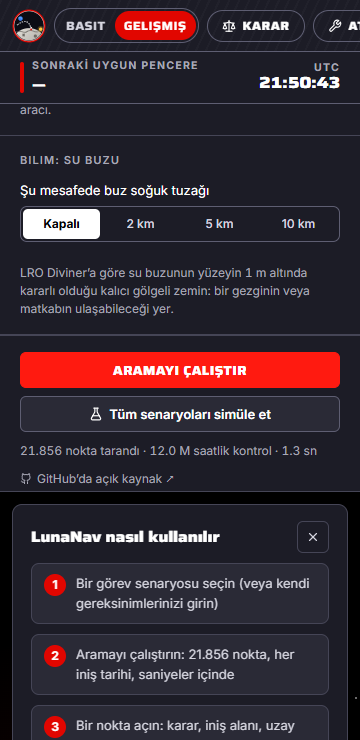 BASIT
GELIŞMIŞ
KARAR
SONRAKİ UYGUN PENCERE
UTC
—
21:50:43
aracı.
BILIM: SU BUZU
Şu mesafede buz soğuk tuzağı
Kapalı
2 km
5 km
10 km
LRO Diviner'a göre su buzunun yüzeyin 1 m altında
kararlı olduğu kalıcı gölgeli zemin: bir gezginin veya
matkabın ulaşabileceği yer.
ARAMAYI ÇALIŞTIR
Tüm senaryoları simüle et
21.856 nokta tarandı · 12.0 M saatlik kontrol · 1.3 sn
GitHub'da açık kaynak ↗
LunaNav nasıl kullanılır
×
1 Bir görev senaryosu seçin (veya kendi
gereksinimlerinizi girin)
2 Aramayı çalıştırın: 21.856 nokta, her
iniş tarihi, saniyeler içinde
3 Bir nokta açın: karar, iniş alanı, uzay